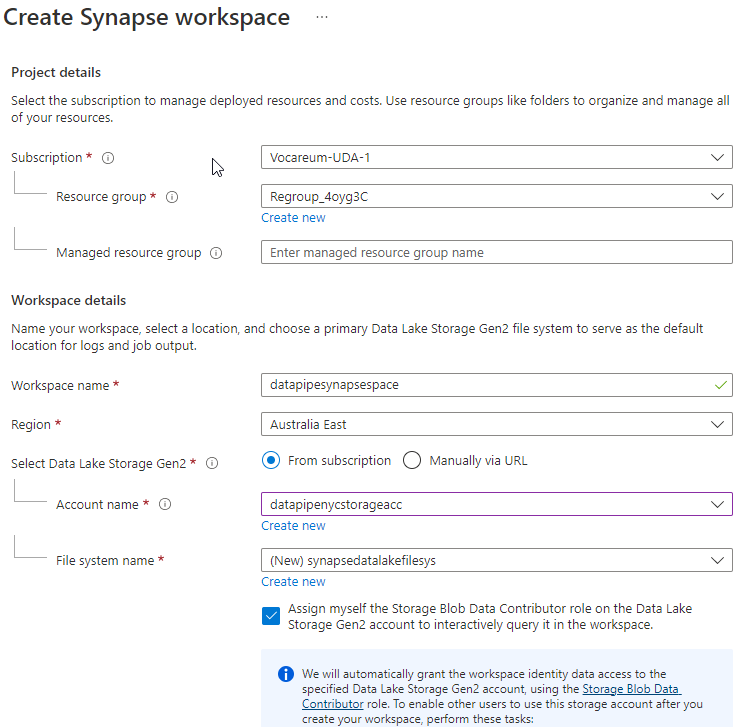 Create Synapse workspace ...
Project details
Select the subscription to manage deployed resources and costs. Use resource groups like folders to organize and manage all
of your resources.
Subscription *
Vocareum-UDA-1
Resource group *
Regroup_4oyg3C
Create new
Managed resource group
Enter managed resource group name
Workspace details
Name your workspace, select a location, and choose a primary Data Lake Storage Gen2 file system to serve as the default
location for logs and job output.
Workspace name *
datapipesynapsespace
Region *
Australia East
Select Data Lake Storage Gen2 *
From subscription
Manually via URL
Account name *
datapipenycstorageacc
Create new
File system name *
(New) synapsedatalakefilesys
Create new
Assign myself the Storage Blob Data Contributor role on the Data Lake
Storage Gen2 account to interactively query it in the workspace.
We will automatically grant the workspace identity data access to the
specified Data Lake Storage Gen2 account, using the Storage Blob Data
Contributor role. To enable other users to use this storage account after you
create your workspace, perform these tasks: